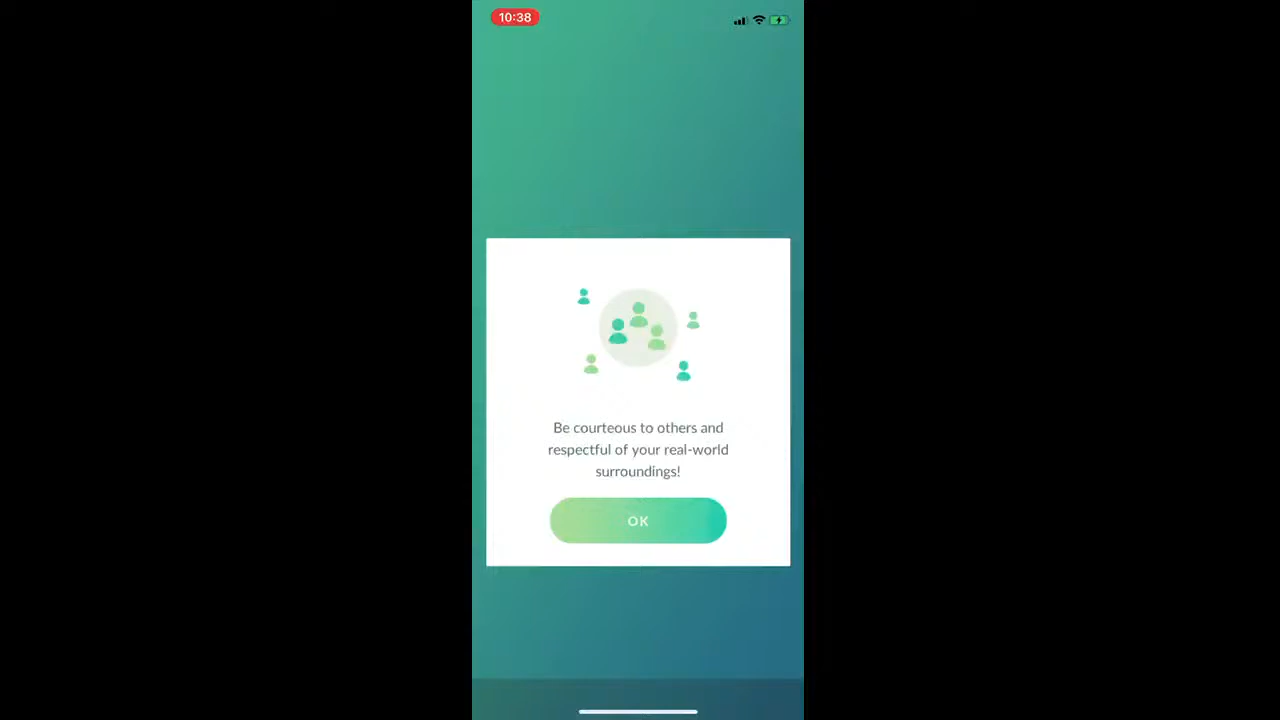 10:38
Be courteous to others and
respectful of your real-world
surroundings!
OK